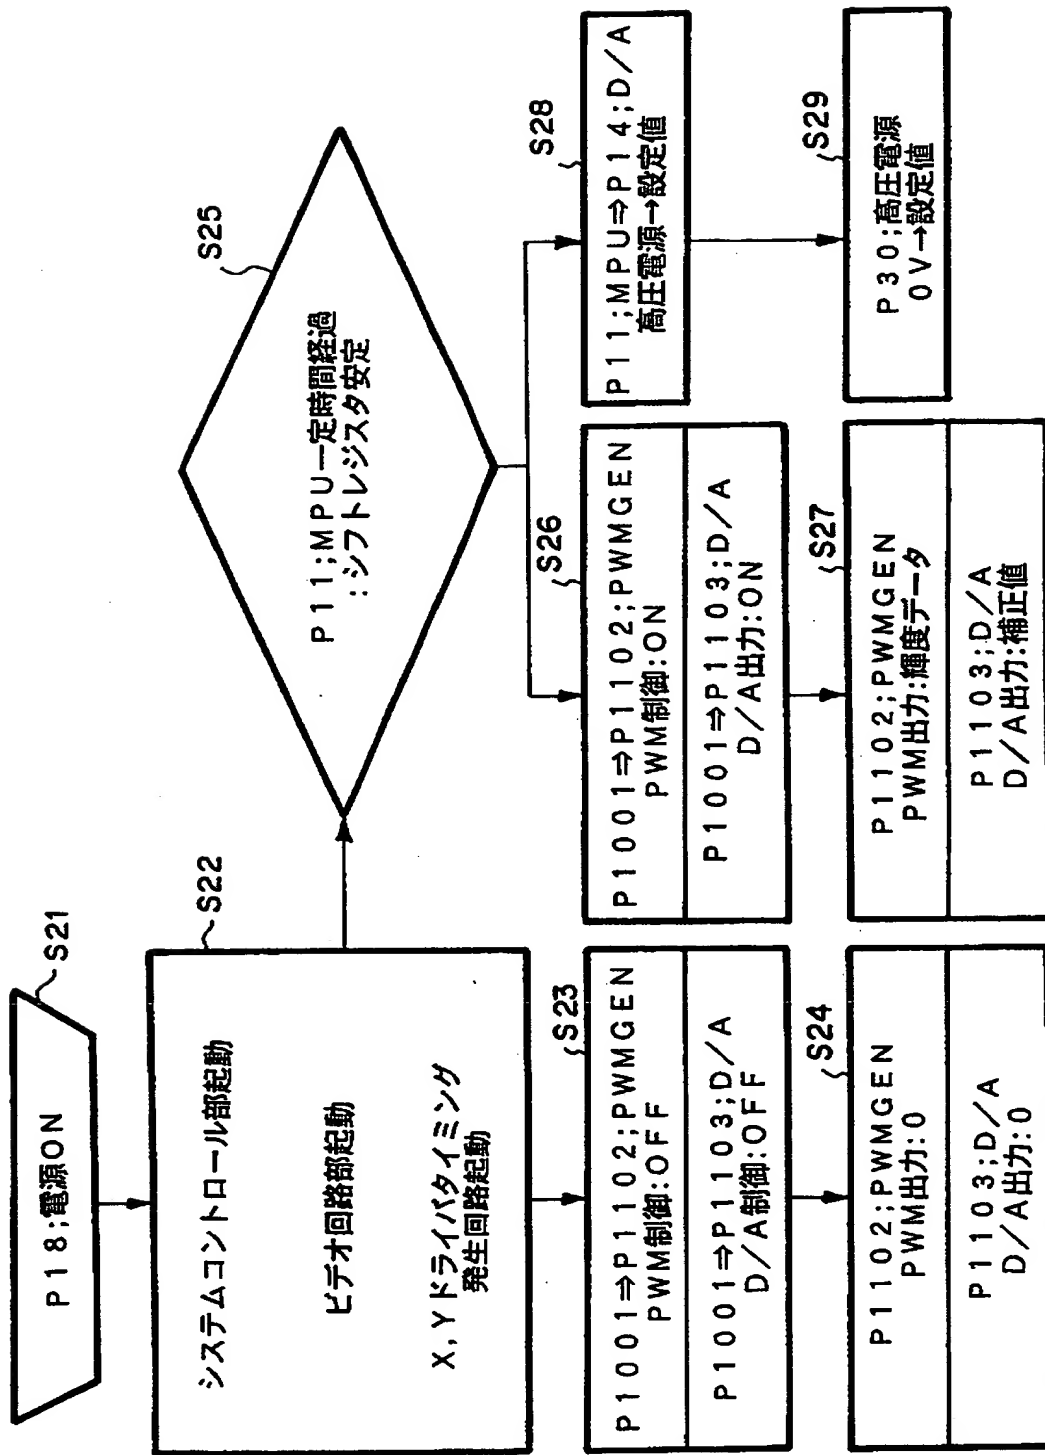 S21
P18;電源ON
S22
システムコントロール部起動
ビデオ回路部起動
X,Yドライバタイミング
発生回路起動
S23
P1001⇒P1102;PWMGEN
PWM制御:OFF
P1001⇒P1103;D/A
D/A制御:OFF
S24
P1102;PWMGEN
PWM出力:0
P1103;D/A
D/A出力:0
S25
P11;MPU一定時間経過
:シフトレジスタ安定
S26
P1001⇒P1102;PWMGEN
PWM制御:ON
P1001⇒P1103;D/A
D/A出力:ON
S27
P1102;PWMGEN
PWM出力:輝度データ
P1103;D/A
D/A出力:補正値
S28
P11;MPU⇒P14;D/A
高圧電源→設定値
S29
P30;高圧電源
0V→設定値